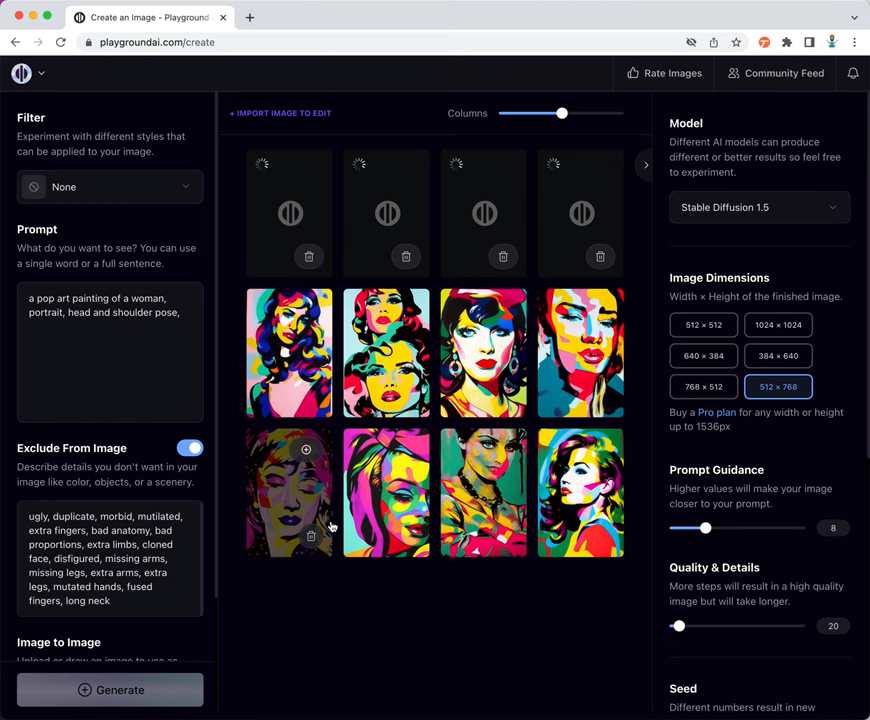 Create an Image - Playground
playgroundai.com/create
Rate Images
Community Feed
Filter
Experiment with different styles that
can be applied to your image.
None
Prompt
What do you want to see? You can use
a single word or a full sentence.
a pop art painting of a woman,
portrait, head and shoulder pose,
Exclude From Image
Describe details you don't want in your
image like color, objects, or a scenery.
ugly, duplicate, morbid, mutilated,
extra fingers, bad anatomy, bad
proportions, extra limbs, cloned
face, disfigured, missing arms,
missing legs, extra arms, extra
legs, mutated hands, fused
fingers, long neck
Image to Image
Upload or draw an image to use as
Generate
+ IMPORT IMAGE TO EDIT
Columns
Model
Different AI models can produce
different or better results so feel free
to experiment.
Stable Diffusion 1.5
Image Dimensions
Width × Height of the finished image.
512 × 512
1024 × 1024
640 × 384
384 × 640
768 × 512
512 × 768
Buy a Pro plan for any width or height
up to 1536px
Prompt Guidance
Higher values will make your image
closer to your prompt.
8
Quality & Details
More steps will result in a high quality
image but will take longer.
20
Seed
Different numbers result in new